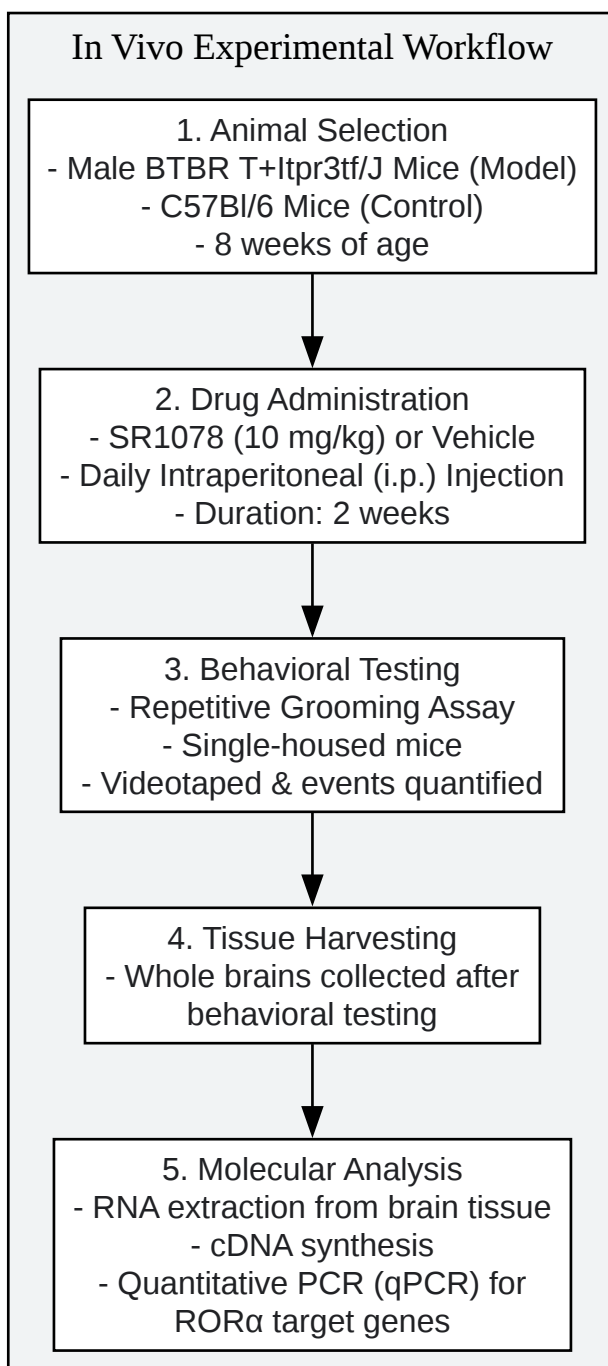 In Vivo Experimental Workflow
1. Animal Selection
- Male BTBR T+Itpr3tf/J Mice (Model)
- C57Bl/6 Mice (Control)
- 8 weeks of age
2. Drug Administration
- SR1078 (10 mg/kg) or Vehicle
- Daily Intraperitoneal (i.p.) Injection
- Duration: 2 weeks
3. Behavioral Testing
- Repetitive Grooming Assay
- Single-housed mice
- Videotaped & events quantified
4. Tissue Harvesting
- Whole brains collected after
behavioral testing
5. Molecular Analysis
- RNA extraction from brain tissue
- cDNA synthesis
- Quantitative PCR (qPCR) for
RORα target genes